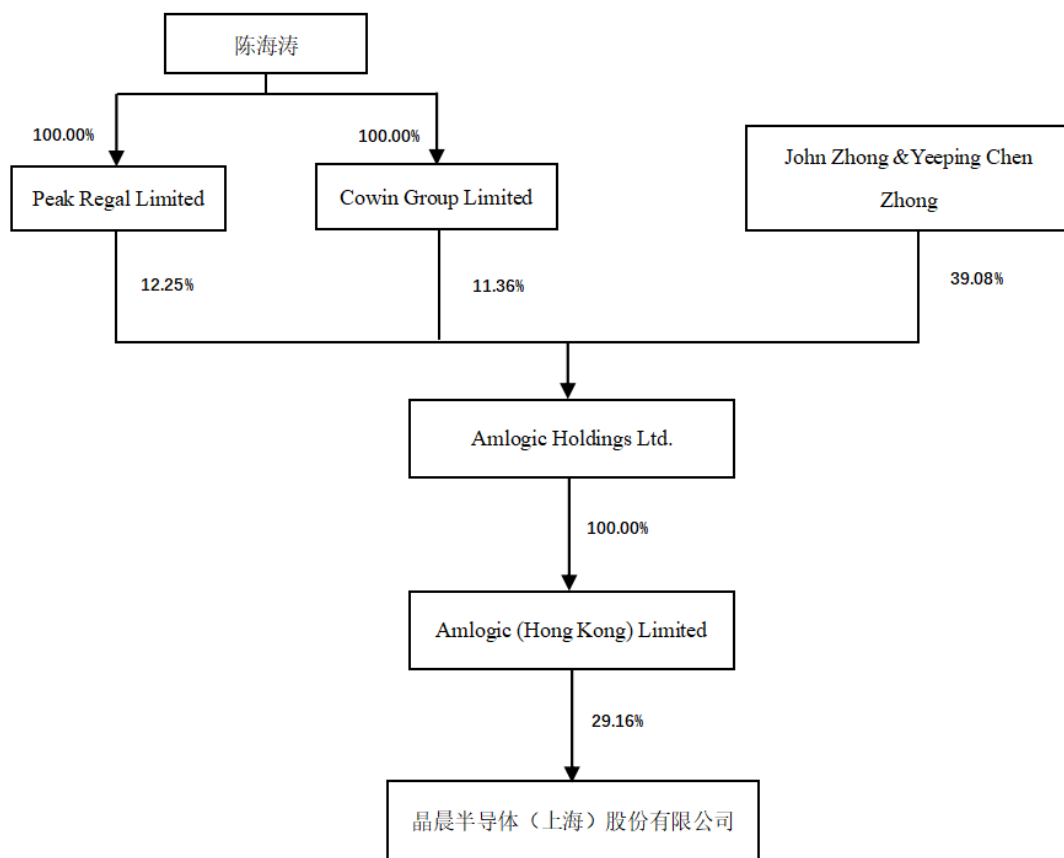 陈海涛
100.00%
100.00%
Peak Regal Limited
Cowin Group Limited
John Zhong &Yeeping Chen
Zhong
12.25%
11.36%
39.08%
Amlogic Holdings Ltd.
100.00%
Amlogic (Hong Kong) Limited
29.16%
晶晨半导体（上海）股份有限公司